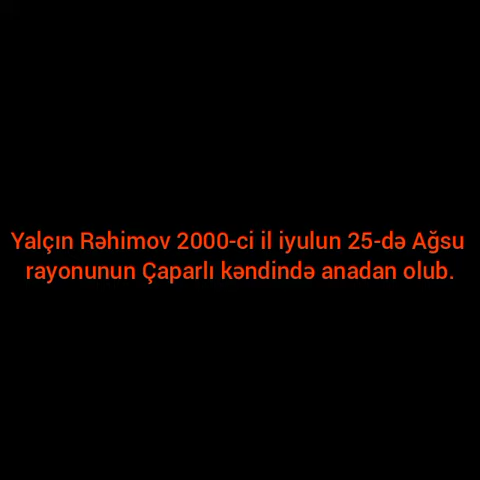 Yalçın Rəhimov 2000-ci il iyulun 25-də Ağsu
rayonunun Çaparlı kəndində anadan olub.